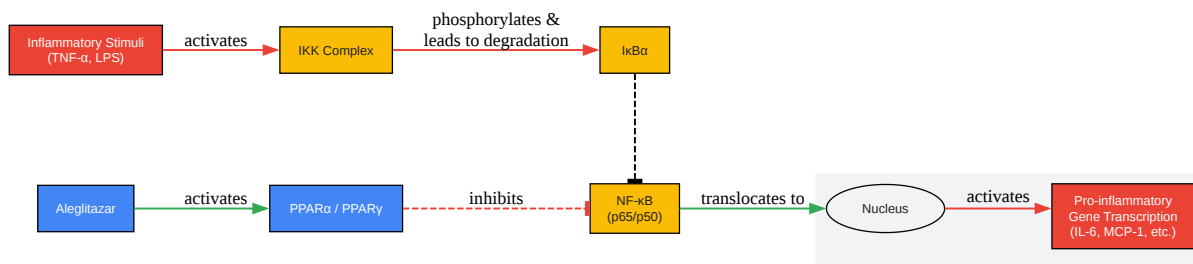 Inflammatory Stimuli
(TNF-α, LPS)
activates
IKK Complex
phosphorylates &
leads to degradation
IκBα
Aleglitazar
activates
PPARα / PPARγ
inhibits
NF-κB
(p65/p50)
translocates to
Nucleus
activates
Pro-inflammatory
Gene Transcription
(IL-6, MCP-1, etc.)